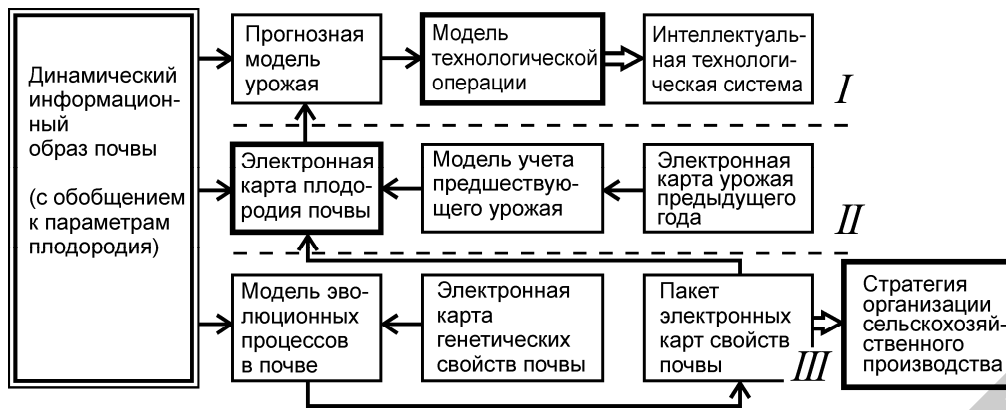 Динамический
информацион-
ный
образ почвы
(с обобщением
к параметрам
плодородия)
Прогнозная
модель
урожая
Модель
технологической
операции
Интеллектуаль-
ная технологи-
ческая система
I
Электронная
карта плодо-
родия почвы
Модель учета
предшествую-
щего урожая
Электронная
карта урожая
предыдущего
года
II
Модель эво-
люционных
процессов
в почве
Электронная
карта
генетических
свойств почвы
Пакет
электронных
карт свойств
почвы
III
Стратегия
организации
сельскохозяй-
ственного
производства